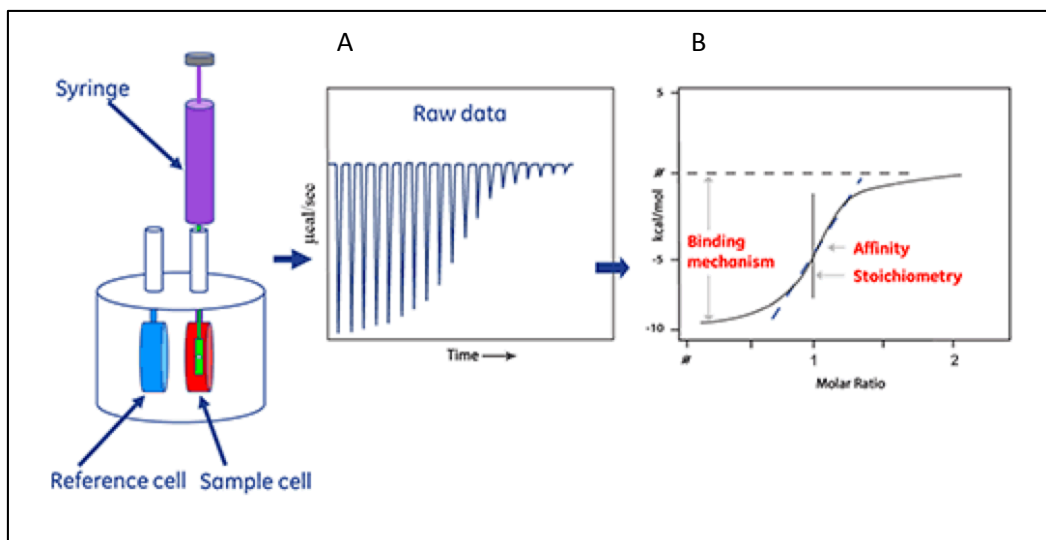 A
B
Syringe
Raw data
µcal/sec
Time
5
kcal/mol
-5
-10
Binding
mechanism
Affinity
Stoichiometry
1
2
Molar Ratio
Reference cell
Sample cell